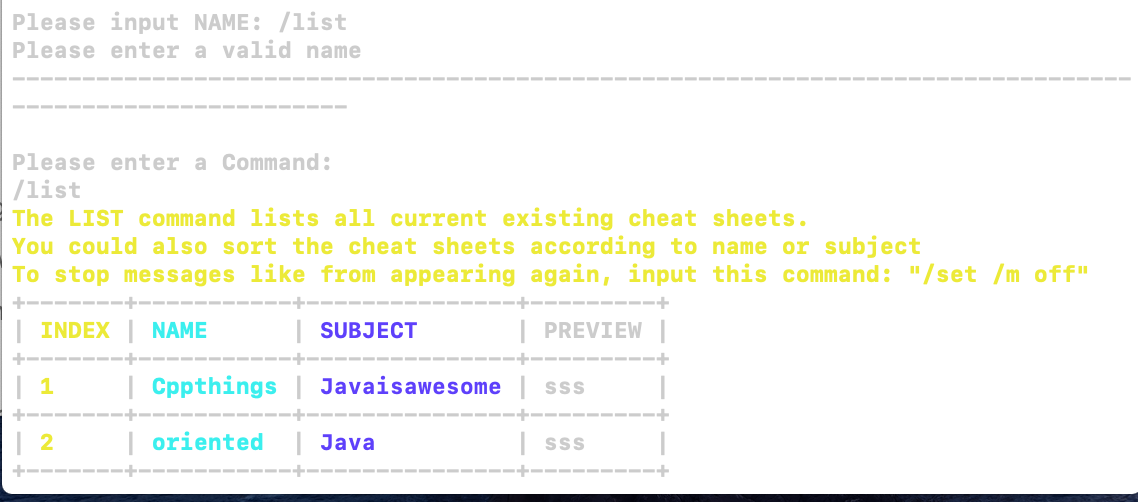 Please input NAME: /list
Please enter a valid name
--------------------------------------------------------------------------------
------------------------
Please enter a Command:
/list
The LIST command lists all current existing cheat sheets.
You could also sort the cheat sheets according to name or subject
To stop messages like from appearing again, input this command: "/set /m off"
+-------+-----------+---------------+---------+
| INDEX | NAME      | SUBJECT       | PREVIEW |
+-------+-----------+---------------+---------+
| 1     | Cppthings | Javaisawesome | sss     |
+-------+-----------+---------------+---------+
| 2     | oriented  | Java          | sss     |
+-------+-----------+---------------+---------+